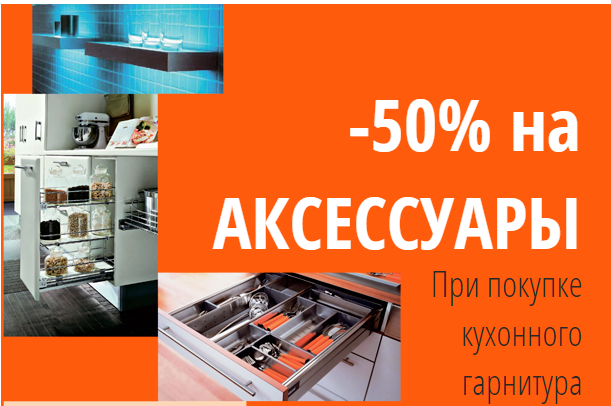 -50% на
АКСЕССУАРЫ
При покупке
кухонного
гарнитура